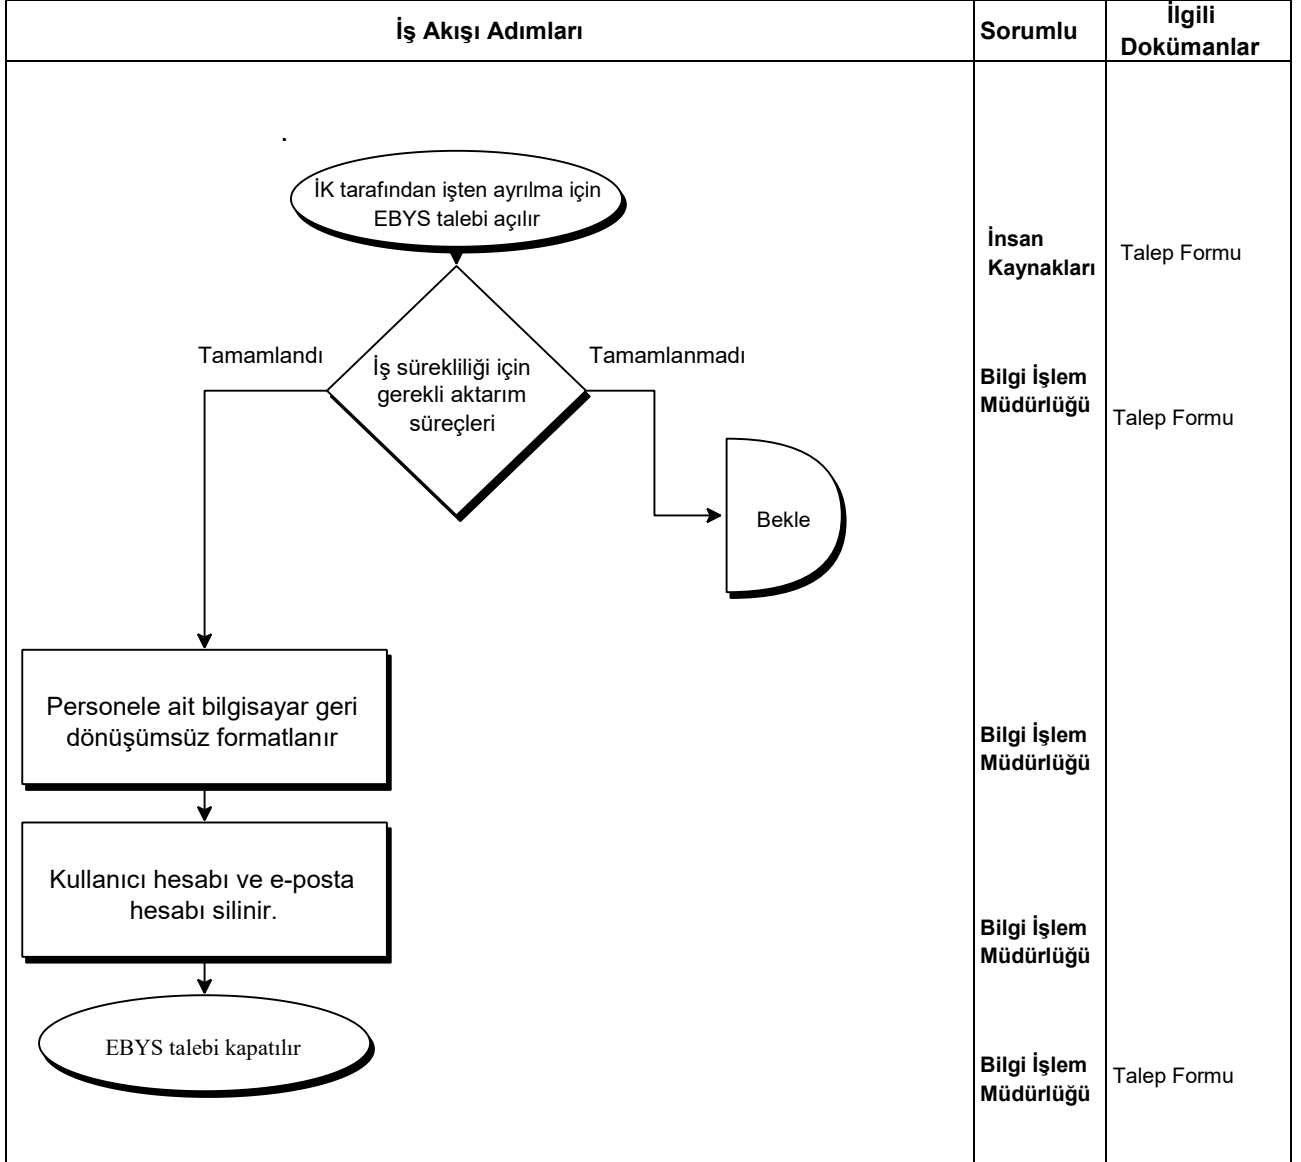 İş Akışı Adımları
Sorumlu
İlgili
Dokümanlar
.
İK tarafından işten ayrılma için
EBYS talebi açılır
İnsan
Kaynakları
Talep Formu
Tamamlandı
Tamamlanmadı
İş sürekliliği için
gerekli aktarım
süreçleri
Bilgi İşlem
Müdürlüğü
Talep Formu
Bekle
Personele ait bilgisayar geri
dönüşümsüz formatlanır
Bilgi İşlem
Müdürlüğü
Kullanıcı hesabı ve e-posta
hesabı silinir.
Bilgi İşlem
Müdürlüğü
EBYS talebi kapatılır
Bilgi İşlem
Müdürlüğü
Talep Formu